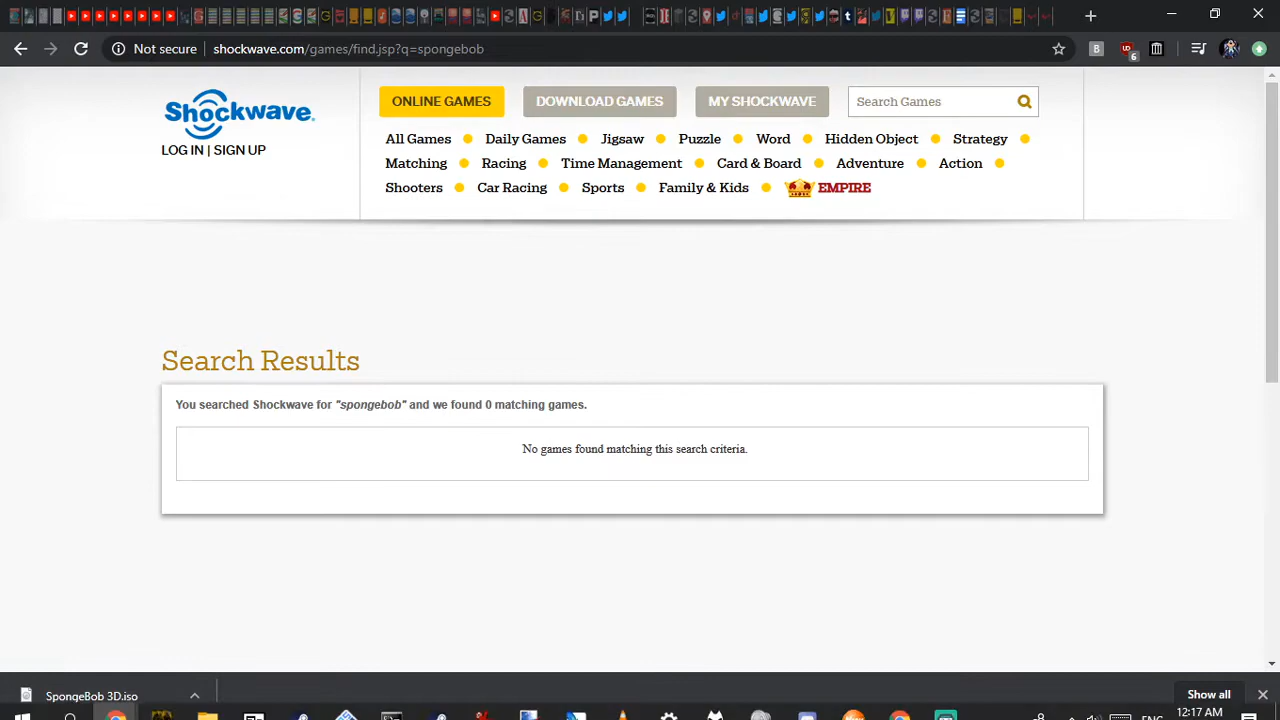 Not secure shockwave.com/games/find.jsp?q=spongebob
6
Shockwave.
LOG IN | SIGN UP
ONLINE GAMES DOWNLOAD GAMES MY SHOCKWAVE Search Games
All Games Daily Games Jigsaw Puzzle Word Hidden Object Strategy
Matching Racing Time Management Card & Board Adventure Action
Shooters Car Racing Sports Family & Kids EMPIRE
Search Results
You searched Shockwave for "spongebob" and we found 0 matching games.
No games found matching this search criteria.
SpongeBob 3D.iso
Show all
12:17 AM
ENG